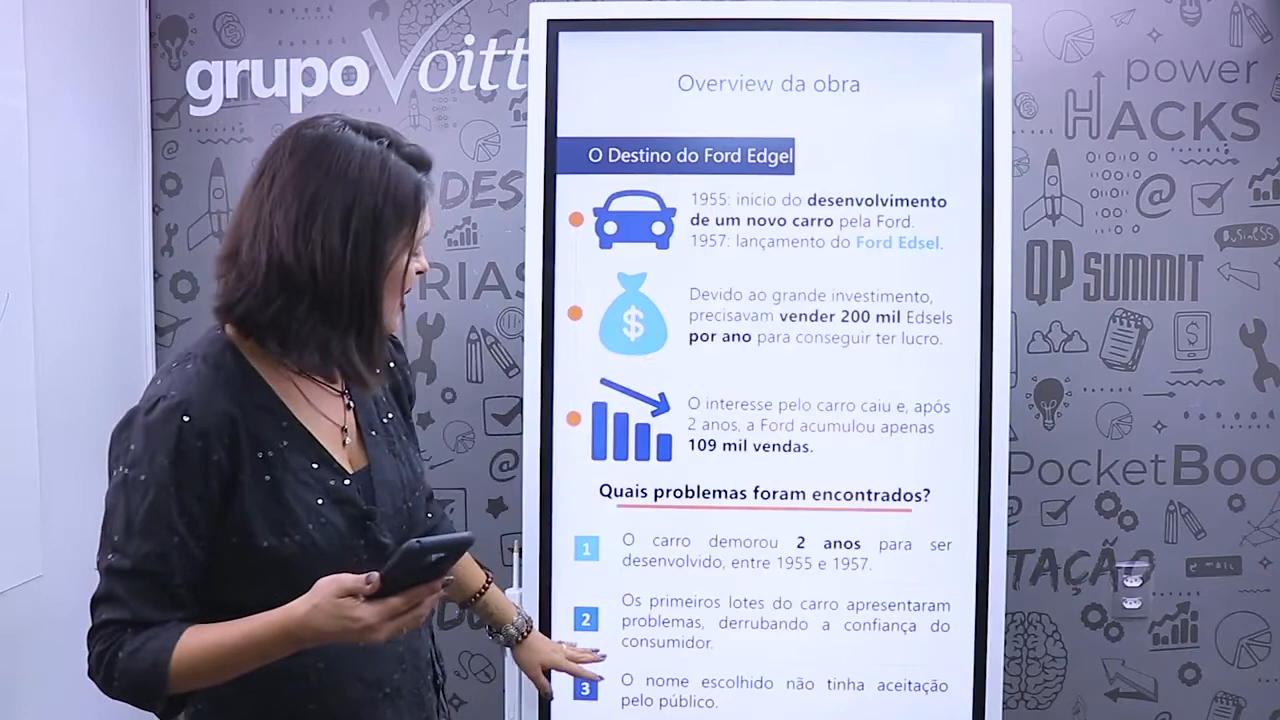 grupoVoitt
Overview da obra
O Destino do Ford Edgel
1955: início do desenvolvimento
de um novo carro pela Ford.
1957: lançamento do Ford Edsel.
Devido ao grande investimento,
precisavam vender 200 mil Edsels
por ano para conseguir ter lucro.
O interesse pelo carro caiu e, após
2 anos, a Ford acumulou apenas
109 mil vendas.
Quais problemas foram encontrados?
1
O carro demorou 2 anos para ser
desenvolvido, entre 1955 e 1957.
2
Os primeiros lotes do carro apresentaram
problemas, derrubando a confiança do
consumidor.
3
O nome escolhido não tinha aceitação
pelo público.
power
HACKS
BUSINESS
QP SUMMIT
PocketBoo
TAÇÃO
e-mail
DES
RIAS